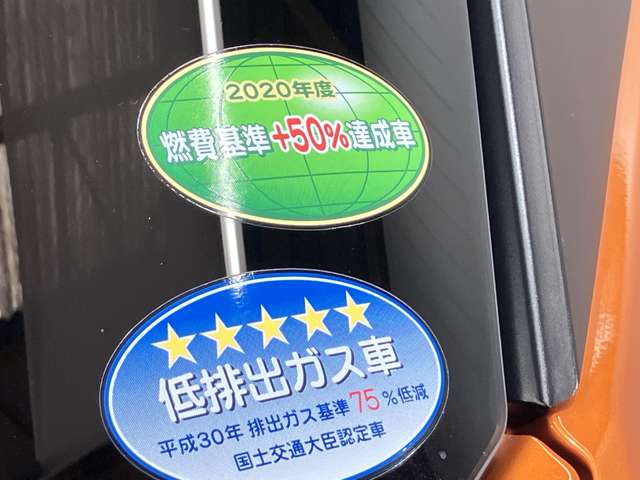 2020年度
燃費基準+50%達成車
低排出ガス車
平成30年 排出ガス基準75%低減
国土交通大臣認定車